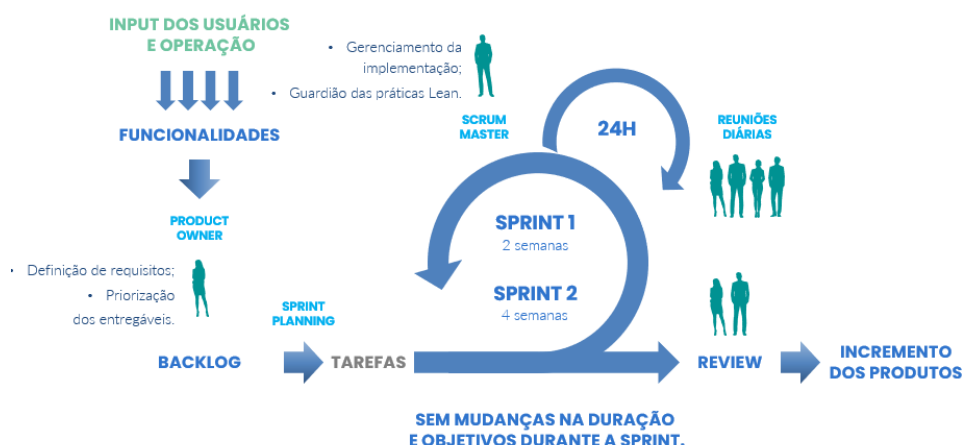 INPUT DOS USUÁRIOS
E OPERAÇÃO
• Gerenciamento da
implementação;
• Guardião das práticas Lean.
FUNCIONALIDADES
SCRUM
MASTER
24H
REUNIÕES
DIÁRIAS
PRODUCT
OWNER
• Definição de requisitos;
• Priorização
dos entregáveis.
SPRINT 1
2 semanas
SPRINT 2
4 semanas
SPRINT
PLANNING
BACKLOG
TAREFAS
REVIEW
INCREMENTO
DOS PRODUTOS
SEM MUDANÇAS NA DURAÇÃO
E OBJETIVOS DURANTE A SPRINT.